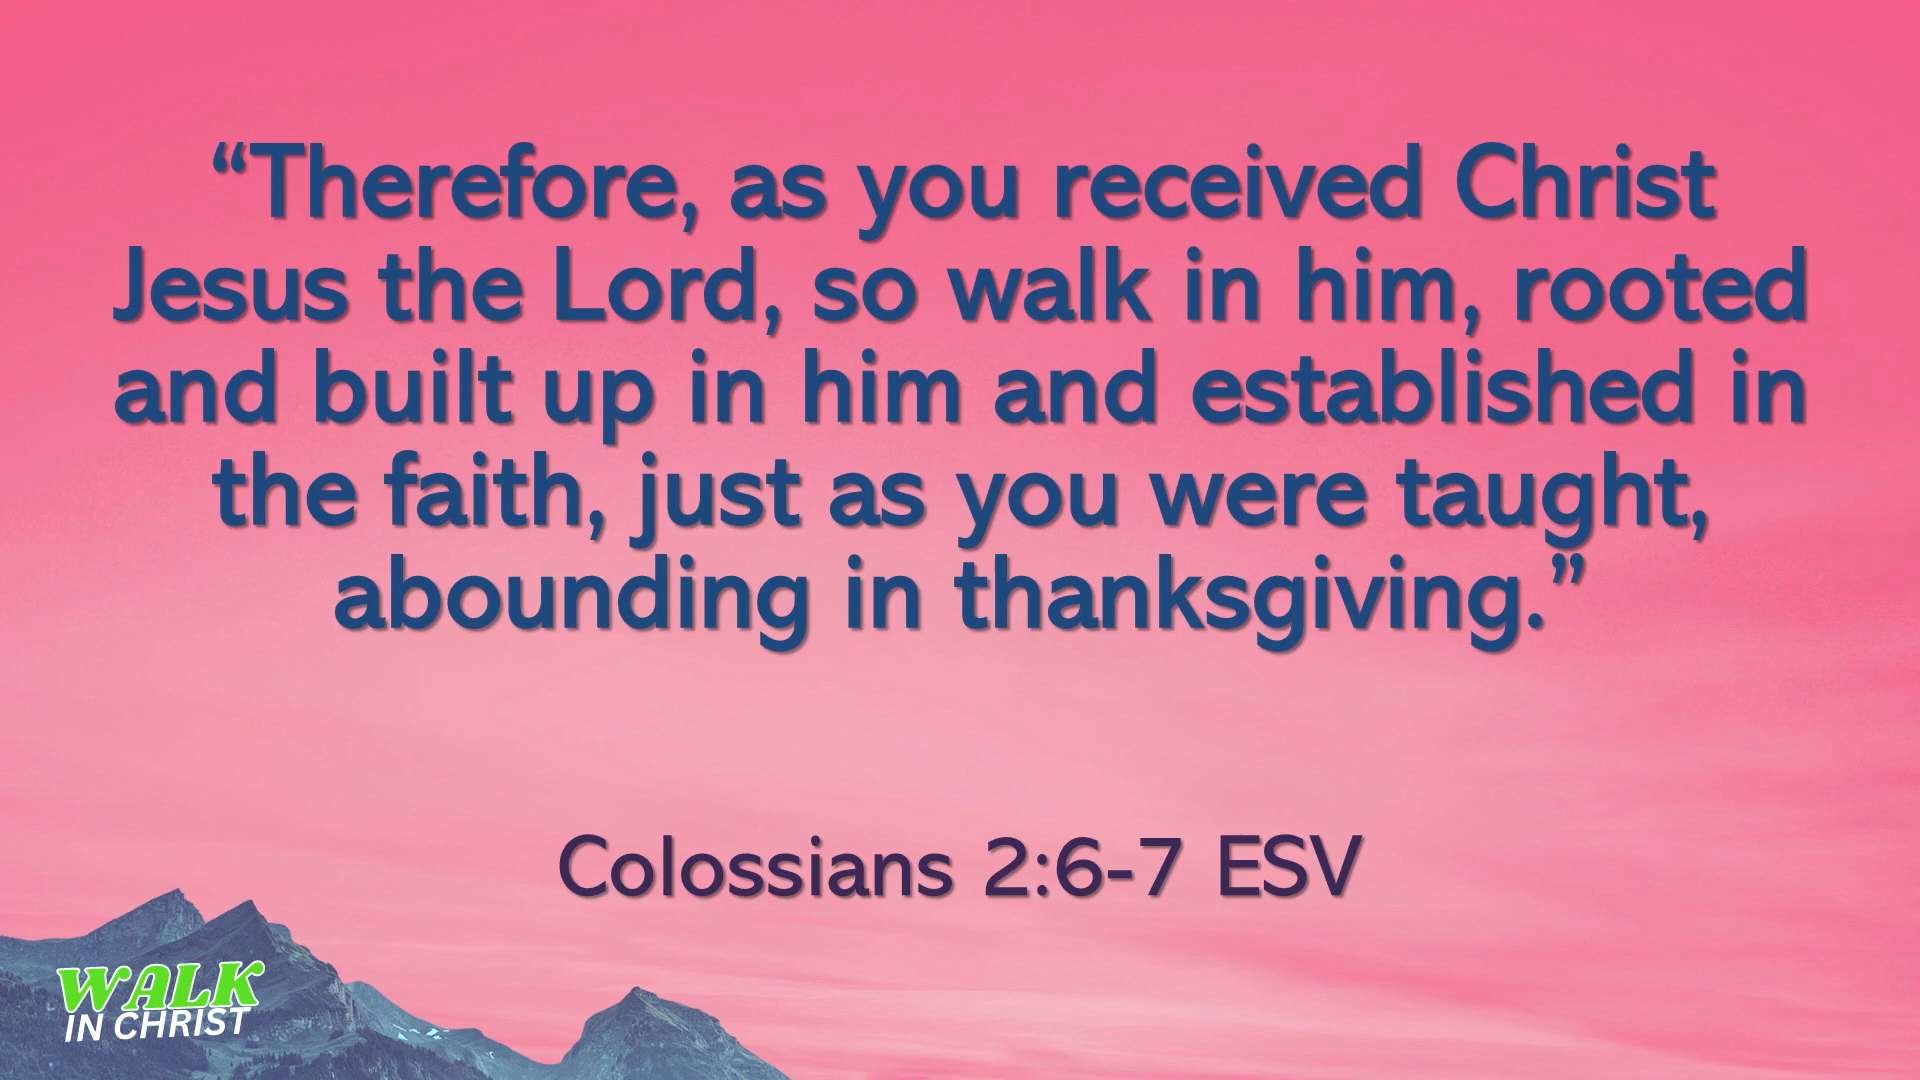 “Therefore, as you received Christ
Jesus the Lord, so walk in him, rooted
and built up in him and established in
the faith, just as you were taught,
abounding in thanksgiving.”
Colossians 2:6-7 ESV
WALK
IN CHRIST